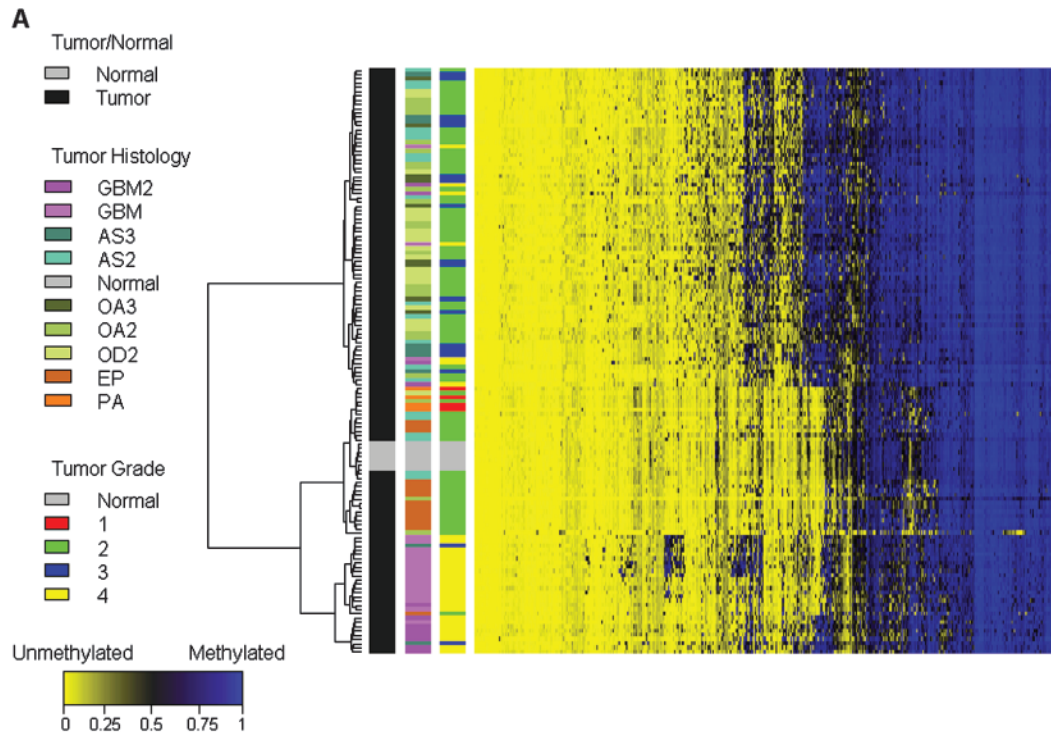 A
Tumor/Normal
Normal
Tumor
Tumor Histology
GBM2
GBM
AS3
AS2
Normal
OA3
OA2
OD2
EP
PA
Tumor Grade
Normal
1
2
3
4
Unmethylated Methylated
0 0.25 0.5 0.75 1